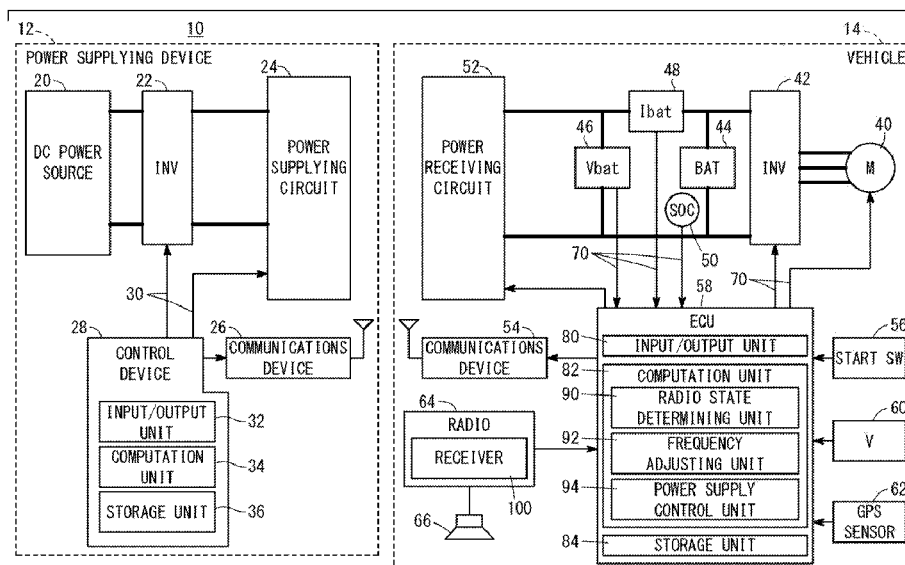 12
10
POWER SUPPLYING DEVICE
20
22
24
DC POWER
SOURCE
INV
POWER
SUPPLYING
CIRCUIT
30
28
26
CONTROL
DEVICE
COMMUNICATIONS
DEVICE
INPUT/OUTPUT
UNIT
32
COMPUTATION
UNIT
34
STORAGE UNIT
36
14
VEHICLE
52
48
42
Ibat
46
44
40
POWER
RECEIVING
CIRCUIT
Vbat
BAT
INV
M
SOC
50
70
70
58
54
COMMUNICATIONS
DEVICE
ECU
80
INPUT/OUTPUT UNIT
56
START SW
82
COMPUTATION UNIT
90
RADIO STATE
DETERMINING UNIT
64
RADIO
RECEIVER
100
66
92
FREQUENCY
ADJUSTING UNIT
60
V
94
POWER SUPPLY
CONTROL UNIT
62
GPS
SENSOR
84
STORAGE UNIT